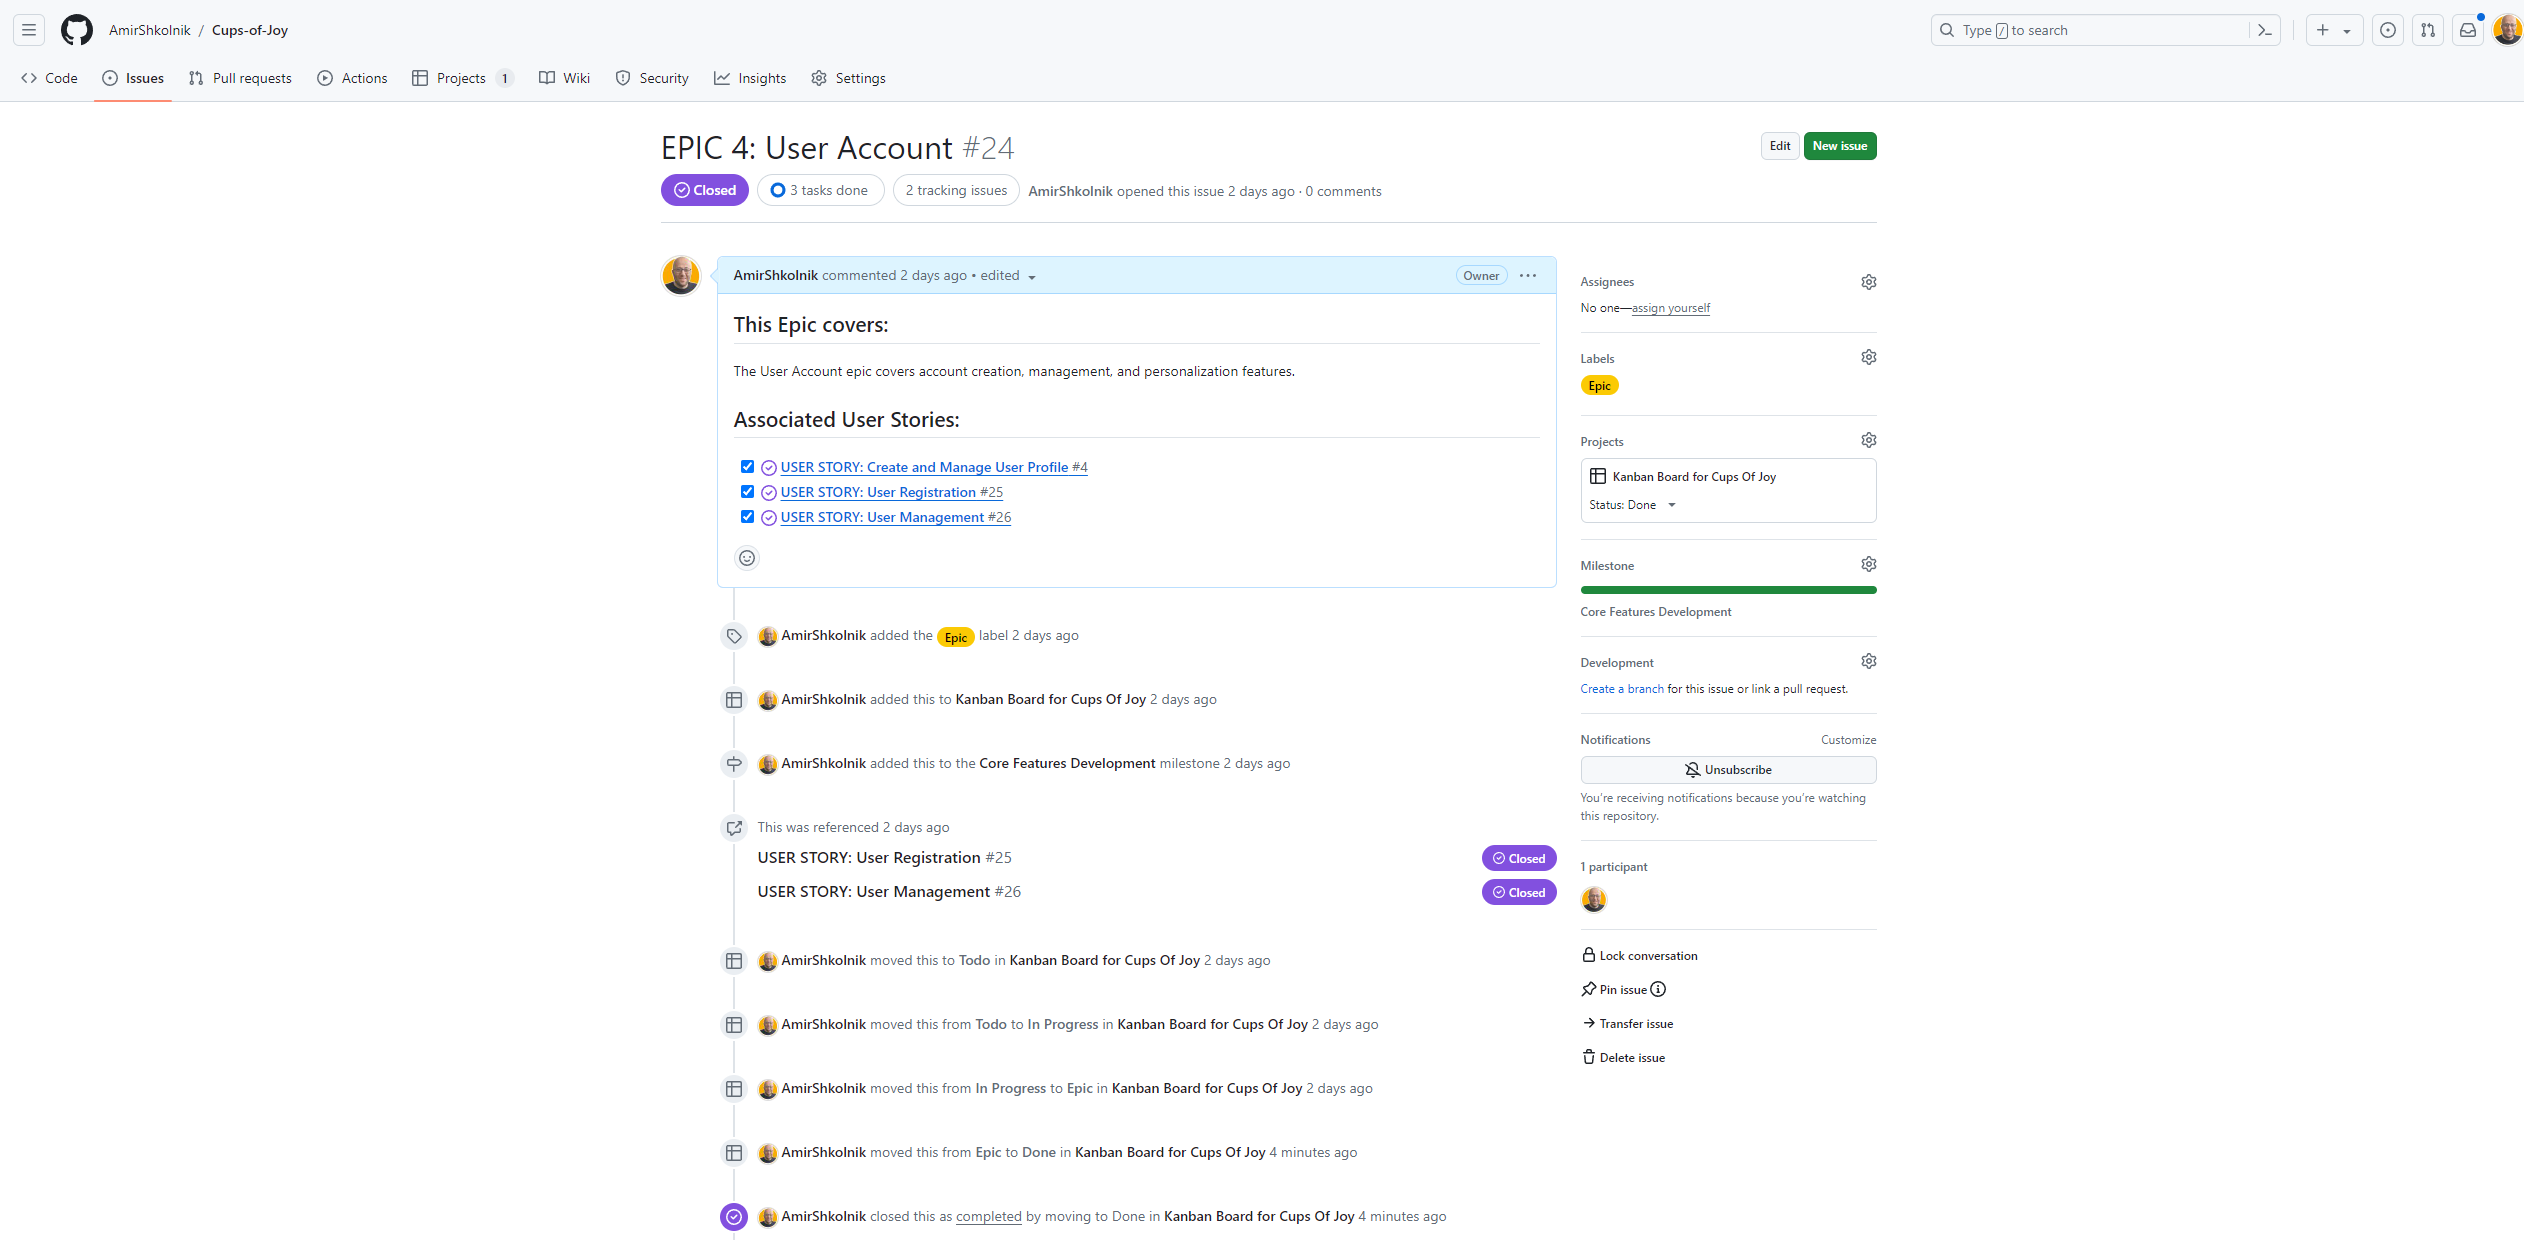 AmirShkolnik / Cups-of-Joy
Type / to search
Code Issues Pull requests Actions Projects 1 Wiki Security Insights Settings
EPIC 4: User Account #24
Edit New issue
Closed 3 tasks done 2 tracking issues AmirShkolnik opened this issue 2 days ago · 0 comments
AmirShkolnik commented 2 days ago • edited
Owner
This Epic covers:
The User Account epic covers account creation, management, and personalization features.
Associated User Stories:
USER STORY: Create and Manage User Profile #4
USER STORY: User Registration #25
USER STORY: User Management #26
AmirShkolnik added the Epic label 2 days ago
AmirShkolnik added this to Kanban Board for Cups Of Joy 2 days ago
AmirShkolnik added this to the Core Features Development milestone 2 days ago
This was referenced 2 days ago
USER STORY: User Registration #25 Closed
USER STORY: User Management #26 Closed
AmirShkolnik moved this to Todo in Kanban Board for Cups Of Joy 2 days ago
AmirShkolnik moved this from Todo to In Progress in Kanban Board for Cups Of Joy 2 days ago
AmirShkolnik moved this from In Progress to Epic in Kanban Board for Cups Of Joy 2 days ago
AmirShkolnik moved this from Epic to Done in Kanban Board for Cups Of Joy 4 minutes ago
AmirShkolnik closed this as completed by moving to Done in Kanban Board for Cups Of Joy 4 minutes ago
Assignees
No one—assign yourself
Labels
Epic
Projects
Kanban Board for Cups Of Joy
Status: Done
Milestone
Core Features Development
Development
Create a branch for this issue or link a pull request.
Notifications Customize
Unsubscribe
You're receiving notifications because you're watching
this repository.
1 participant
Lock conversation
Pin issue
Transfer issue
Delete issue